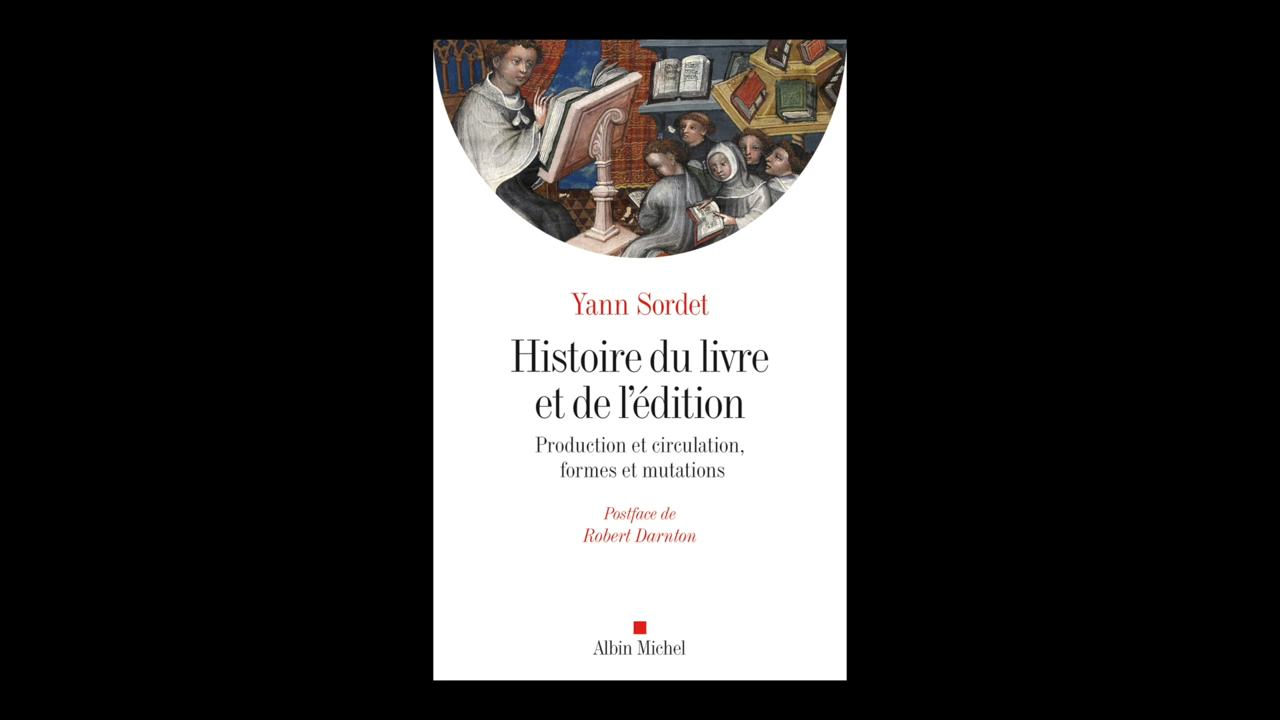 Yann Sordet
Histoire du livre
et de l'édition
Production et circulation,
formes et mutations
Postface de
Robert Darnton
Albin Michel